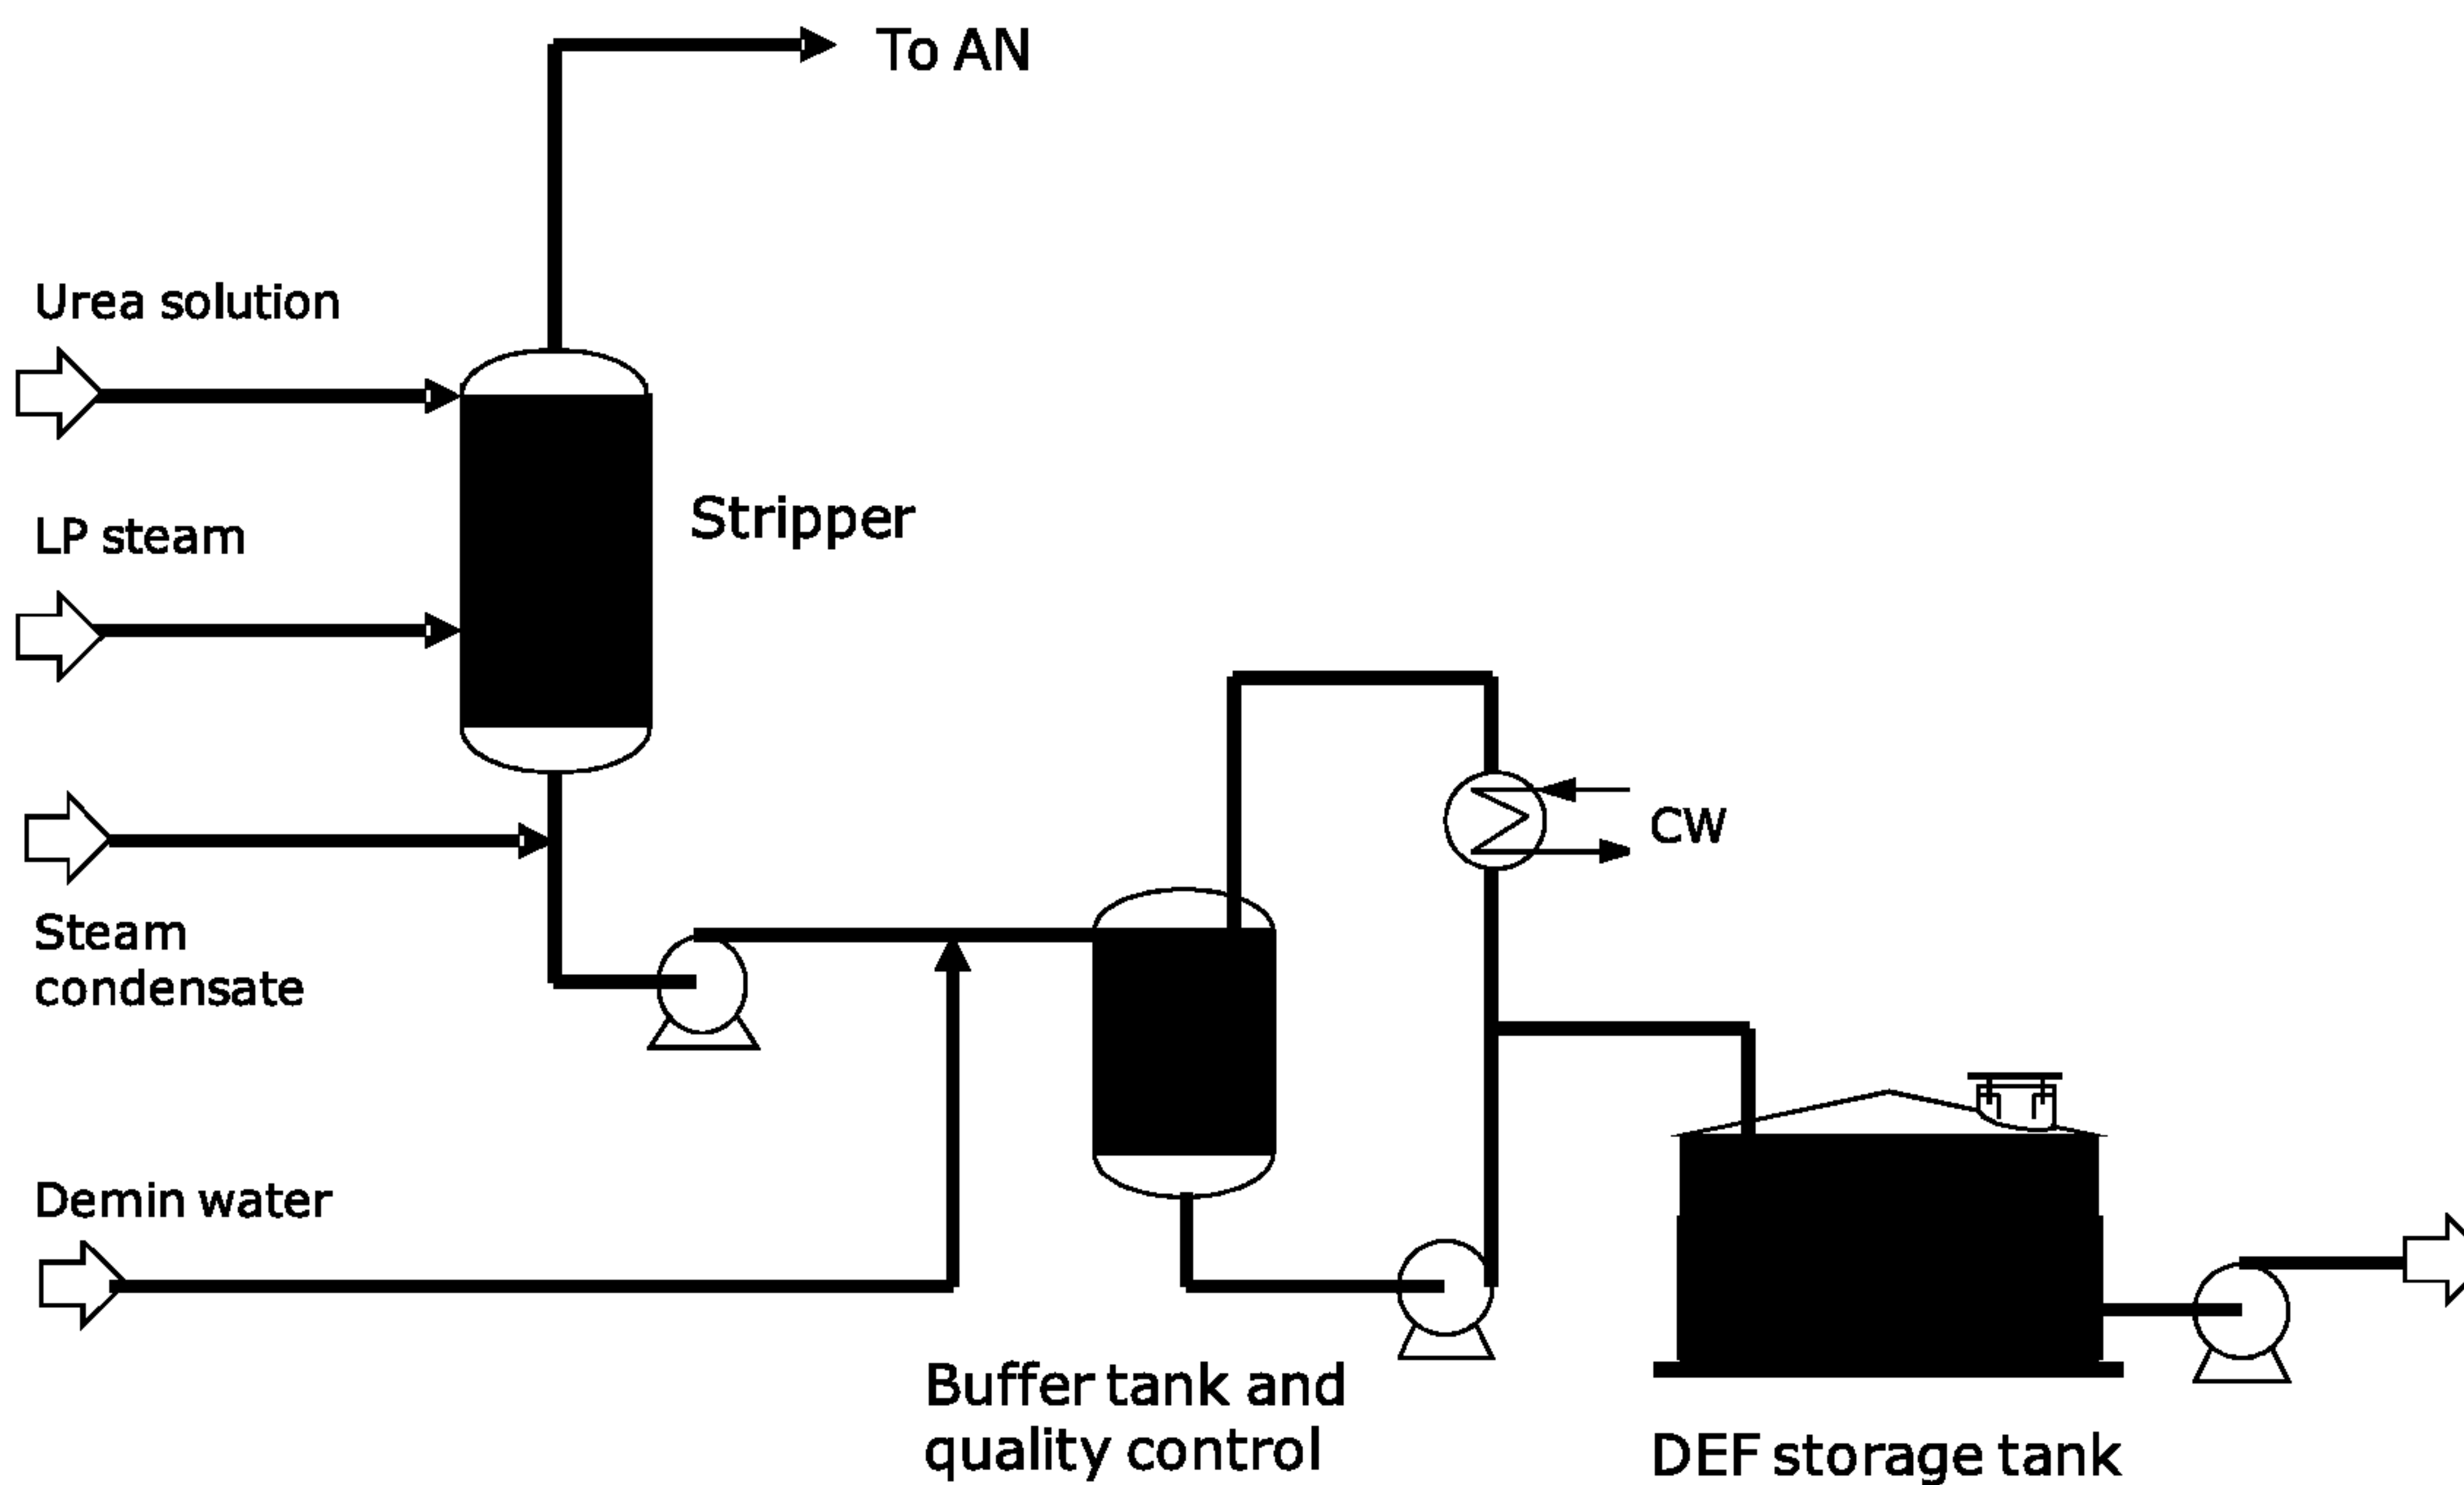 To AN
Urea solution
LP steam
Stripper
CW
Steam
condensate
Demin water
Buffer tank and
quality control
DEF storage tank